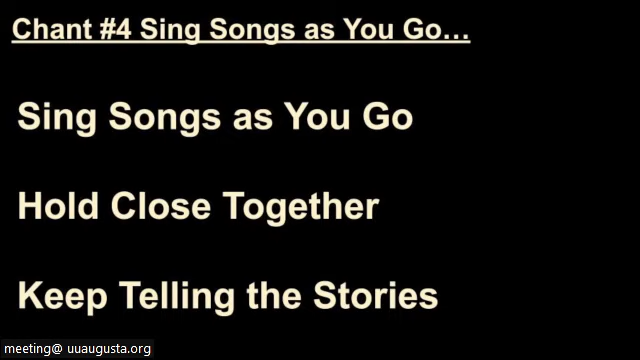 Chant #4 Sing Songs as You Go…
Sing Songs as You Go
Hold Close Together
Keep Telling the Stories
meeting@ uuaugusta.org